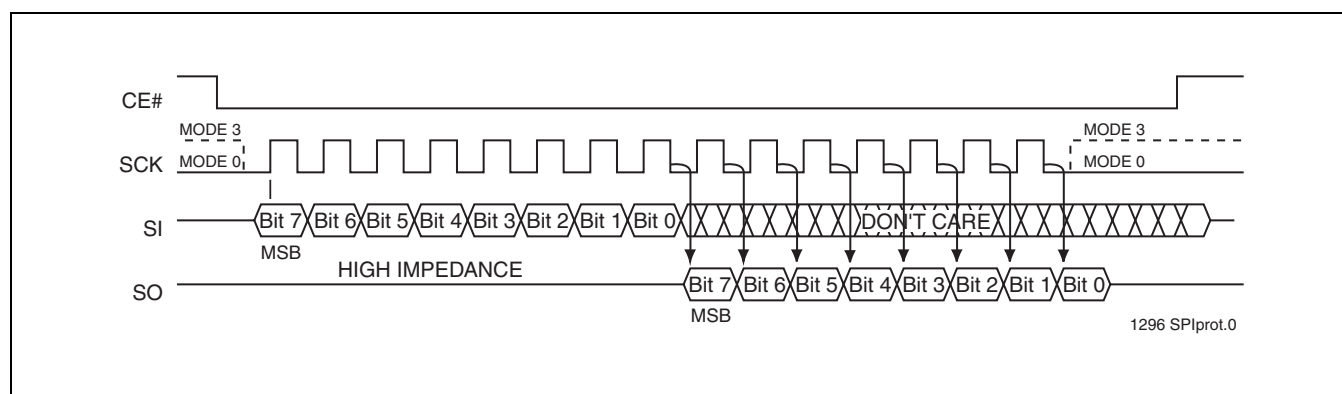 CE#
MODE 3 MODE 3
SCK MODE 0 MODE 0
SI Bit 7 Bit 6 Bit 5 Bit 4 Bit 3 Bit 2 Bit 1 Bit 0 DON'T CARE
MSB
HIGH IMPEDANCE
SO Bit 7 Bit 6 Bit 5 Bit 4 Bit 3 Bit 2 Bit 1 Bit 0
MSB
1296 SPIprot.0